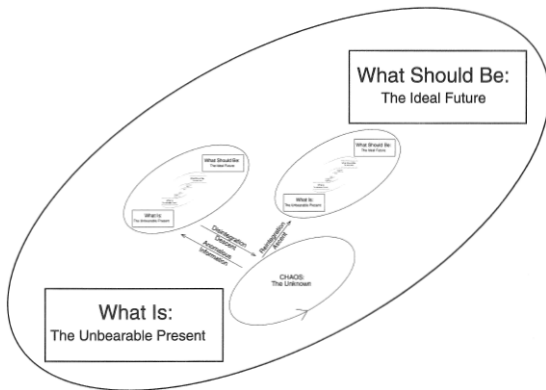 What Should Be:
The Ideal Future
What Should Be:
The Ideal Future
What Is:
The Unbearable Present
What Should Be:
The Ideal Future
What Is:
The Unbearable Present
Disintegration
Descent
Anomalous
Information
Reintegration
Ascent
CHAOS:
The Unknown
What Is:
The Unbearable Present